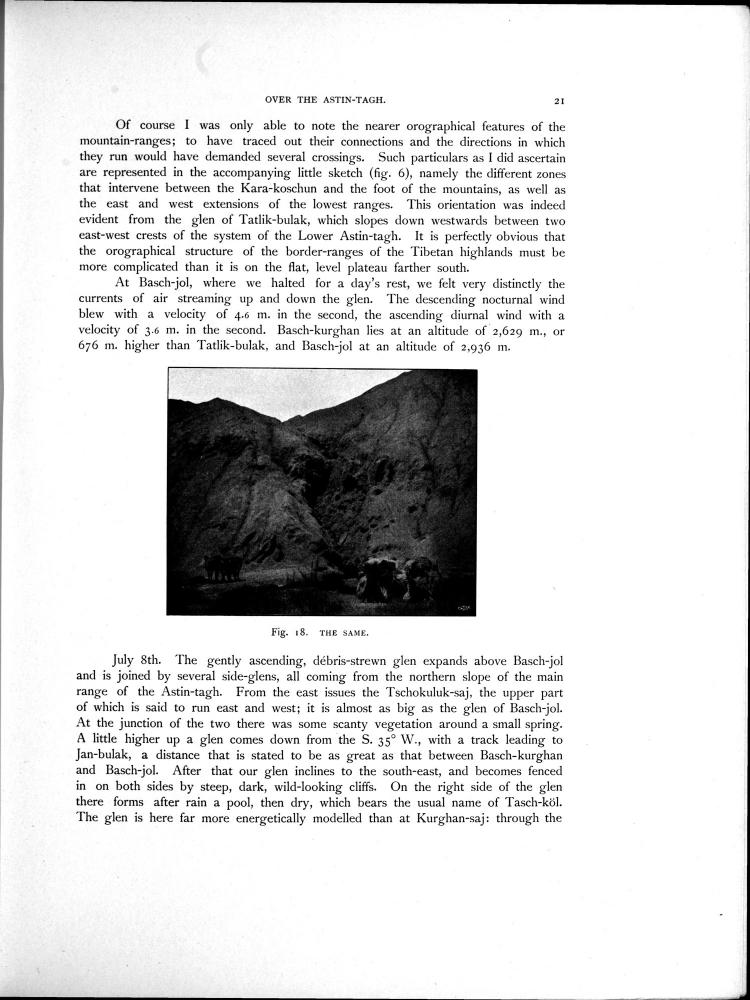 OVER THE ASTIN-TAGH. 21
Of course I was only able to note the nearer orographical features of the
mountain-ranges; to have traced out their connections and the directions in which
they run would have demanded several crossings. Such particulars as I did ascertain
are represented in the accompanying little sketch (fig. 6), namely the different zones
that intervene between the Kara-koschun and the foot of the mountains, as well as
the east and west extensions of the lowest ranges. This orientation was indeed
evident from the glen of Tatlik-bulak, which slopes down westwards between two
east-west crests of the system of the Lower Astin-tagh. It is perfectly obvious that
the orographical structure of the border-ranges of the Tibetan highlands must be
more complicated than it is on the flat, level plateau farther south.
At Basch-jol, where we halted for a day's rest, we felt very distinctly the
currents of air streaming up and down the glen. The descending nocturnal wind
blew with a velocity of 4.6 m. in the second, the ascending diurnal wind with a
velocity of 3.6 m. in the second. Basch-kurghan lies at an altitude of 2,629 m., or
676 m. higher than Tatlik-bulak, and Basch-jol at an altitude of 2,936 m.
Fig. 18. THE SAME.
July 8th. The gently ascending, débris-strewn glen expands above Basch-jol
and is joined by several side-glens, all coming from the northern slope of the main
range of the Astin-tagh. From the east issues the Tschokuluk-saj, the upper part
of which is said to run east and west; it is almost as big as the glen of Basch-jol.
At the junction of the two there was some scanty vegetation around a small spring.
A little higher up a glen comes down from the S. 35° W., with a track leading to
Jan-bulak, a distance that is stated to be as great as that between Basch-kurghan
and Basch-jol. After that our glen inclines to the south-east, and becomes fenced
in on both sides by steep, dark, wild-looking cliffs. On the right side of the glen
there forms after rain a pool, then dry, which bears the usual name of Tasch-köl.
The glen is here far more energetically modelled than at Kurghan-saj: through the